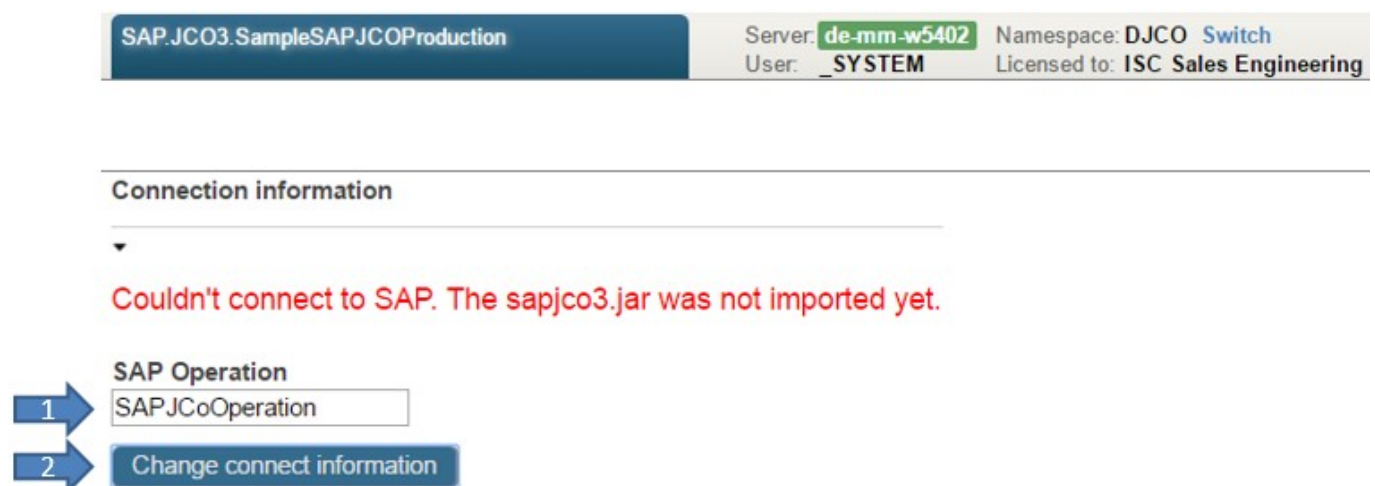 SAP.JCO3.SampleSAPJCOProduction
Server: de-mm-w5402 Namespace: DJCO Switch
User: _SYSTEM Licensed to: ISC Sales Engineering
Connection information
Couldn't connect to SAP. The sapjco3.jar was not imported yet.
SAP Operation
1 SAPJCoOperation
2 Change connect information